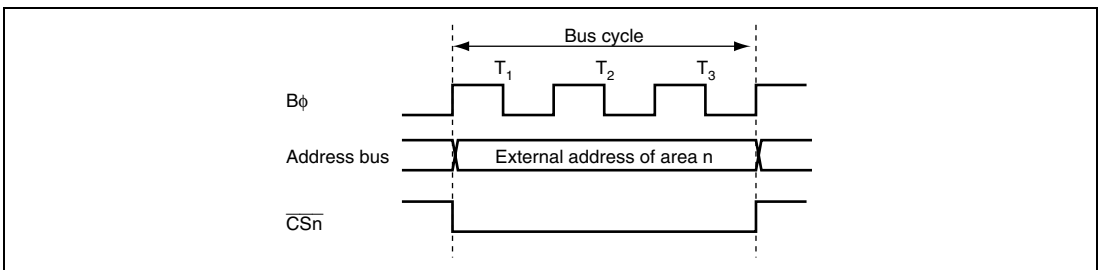 Bus cycle
T1 T2 T3
Bφ
Address bus External address of area n
CSn